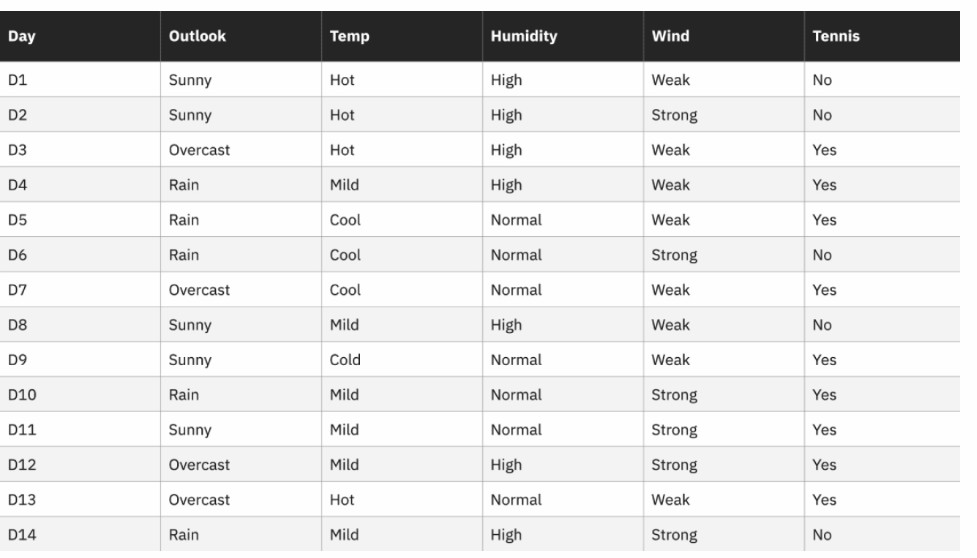 Day Outlook Temp Humidity Wind Tennis
D1 Sunny Hot High Weak No
D2 Sunny Hot High Strong No
D3 Overcast Hot High Weak Yes
D4 Rain Mild High Weak Yes
D5 Rain Cool Normal Weak Yes
D6 Rain Cool Normal Strong No
D7 Overcast Cool Normal Weak Yes
D8 Sunny Mild High Weak No
D9 Sunny Cold Normal Weak Yes
D10 Rain Mild Normal Strong Yes
D11 Sunny Mild Normal Strong Yes
D12 Overcast Mild High Strong Yes
D13 Overcast Hot Normal Weak Yes
D14 Rain Mild High Strong No